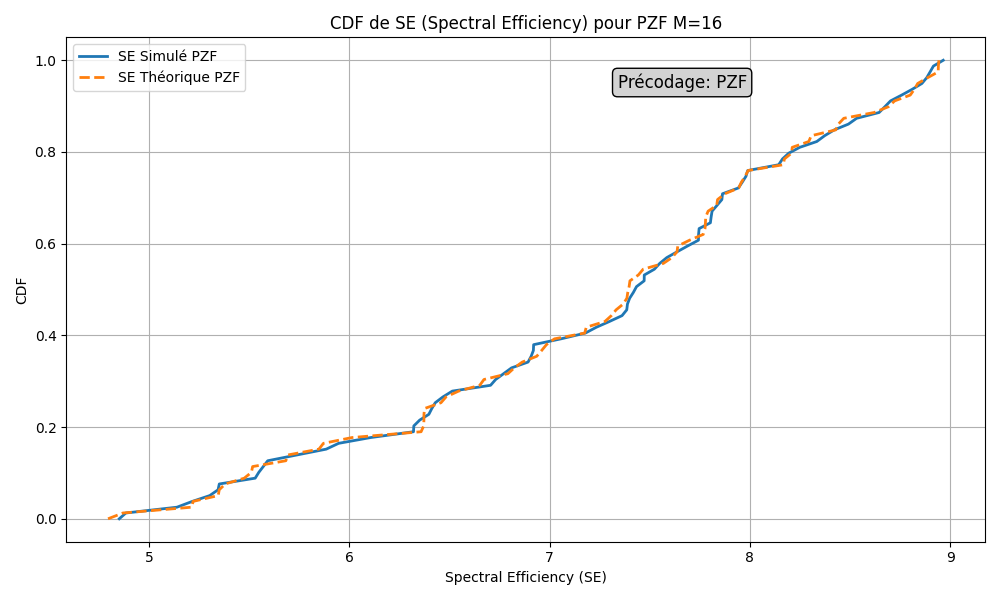 CDF de SE (Spectral Efficiency) pour PZF M=16
SE Simulé PZF
SE Théorique PZF
Précodage: PZF
1.0
0.8
0.6
0.4
0.2
0.0
CDF
5 6 7 8 9
Spectral Efficiency (SE)